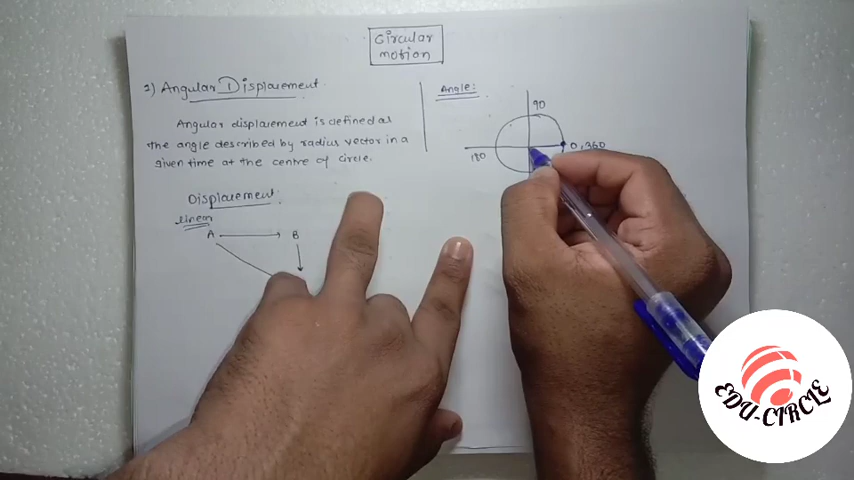 Circular
motion
2) Angular Displacement
Angular displacement is defined as
the angle described by radius vector in a
given time at the centre of circle.
Displacement:
linear
A
B
Angle:
90
0,360
180
EDU-CIRCLE